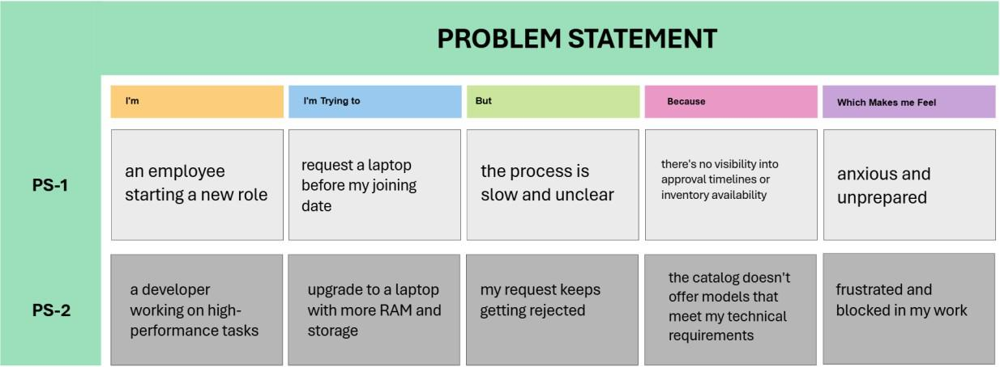 PROBLEM STATEMENT
I'm
I'm Trying to
But
Because
Which Makes me Feel
PS-1
an employee
starting a new role
request a laptop
before my joining
date
the process is
slow and unclear
there's no visibility into
approval timelines or
inventory availability
anxious and
unprepared
PS-2
a developer
working on high-
performance tasks
upgrade to a laptop
with more RAM and
storage
my request keeps
getting rejected
the catalog doesn't
offer models that
meet my technical
requirements
frustrated and
blocked in my work